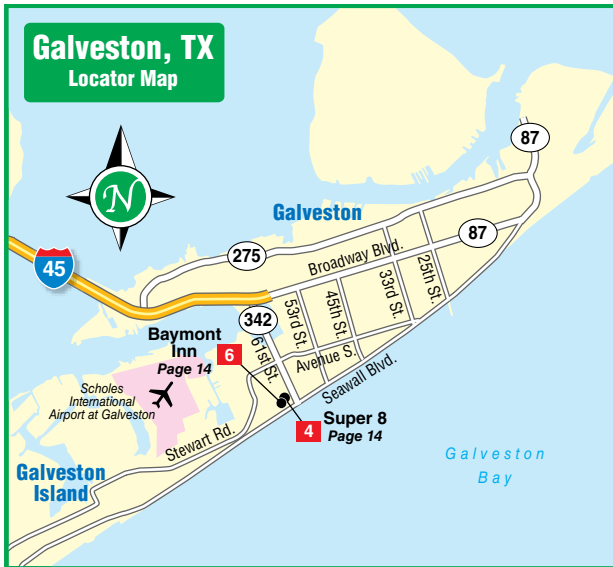 Galveston, TX
Locator Map
N
87
Galveston
275
Broadway Blvd.
87
45
342
61st St.
53rd St.
45th St.
33rd St.
25th St.
Baymont
Inn
Page 14
6
Avenue S.
Seawall Blvd.
Scholes
International
Airport at Galveston
4
Super 8
Page 14
Stewart Rd.
Galveston
Island
Galveston
Bay